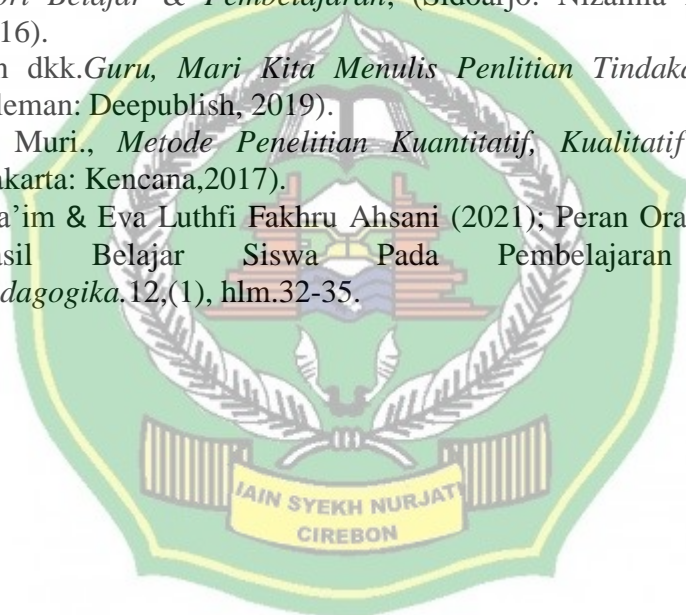 Belajar & Pembelajaran, (Sidoarjo: Nizamia
16).
dkk.Guru, Mari Kita Menulis Penlitian
leman: Deepublish, 2019).
Muri., Metode Penelitian Kuantitatif, Kualitatif
akarta: Kencana,2017).
a'im & Eva Luthfi Fakhru Ahsani (2021); Peran Ora
asil Belajar Siswa Pada Pembelajaran
dagogika.12,(1), hlm.32-35.
IAIN SYEKH NURJATI
CIREBON